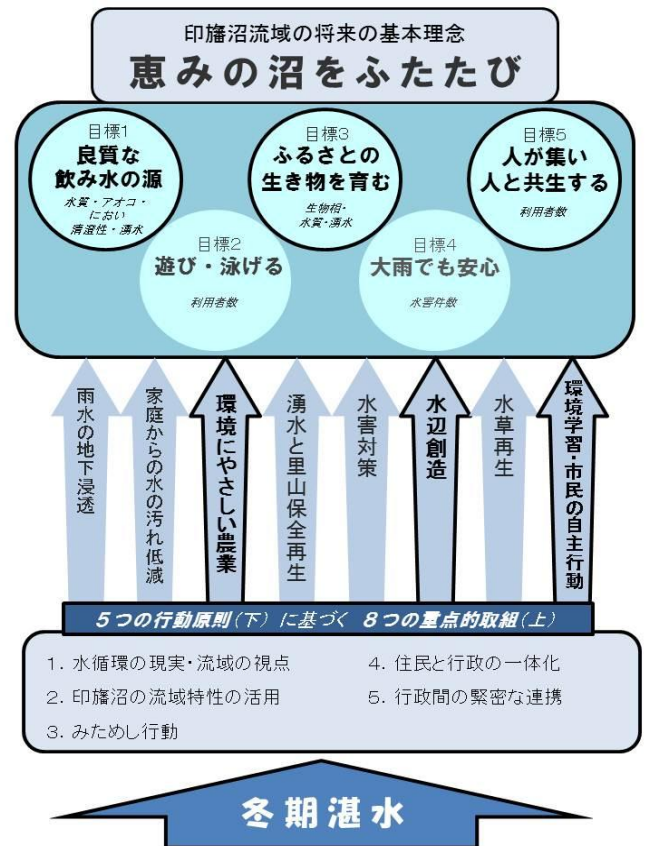 印旛沼流域の将来の基本理念
恵みの沼をふたたび
目標1
良質な
飲み水の源
水質・アオコ・
におい
清澄性・湧水
目標3
ふるさとの
生き物を育む
生物相・
水質・湧水
目標5
人が集い
人と共生する
利用者数
目標2
遊び・泳げる
利用者数
目標4
大雨でも安心
水害件数
雨水の地下浸透
家庭からの水の汚れ低減
環境にやさしい農業
湧水と里山保全再生
水害対策
水辺創造
水草再生
環境学習・市民の自主行動
5つの行動原則(下)に基づく 8つの重点的取組(上)
1. 水循環の現実・流域の視点
2. 印旛沼の流域特性の活用
3. みためし行動
4. 住民と行政の一体化
5. 行政間の緊密な連携
冬期湛水